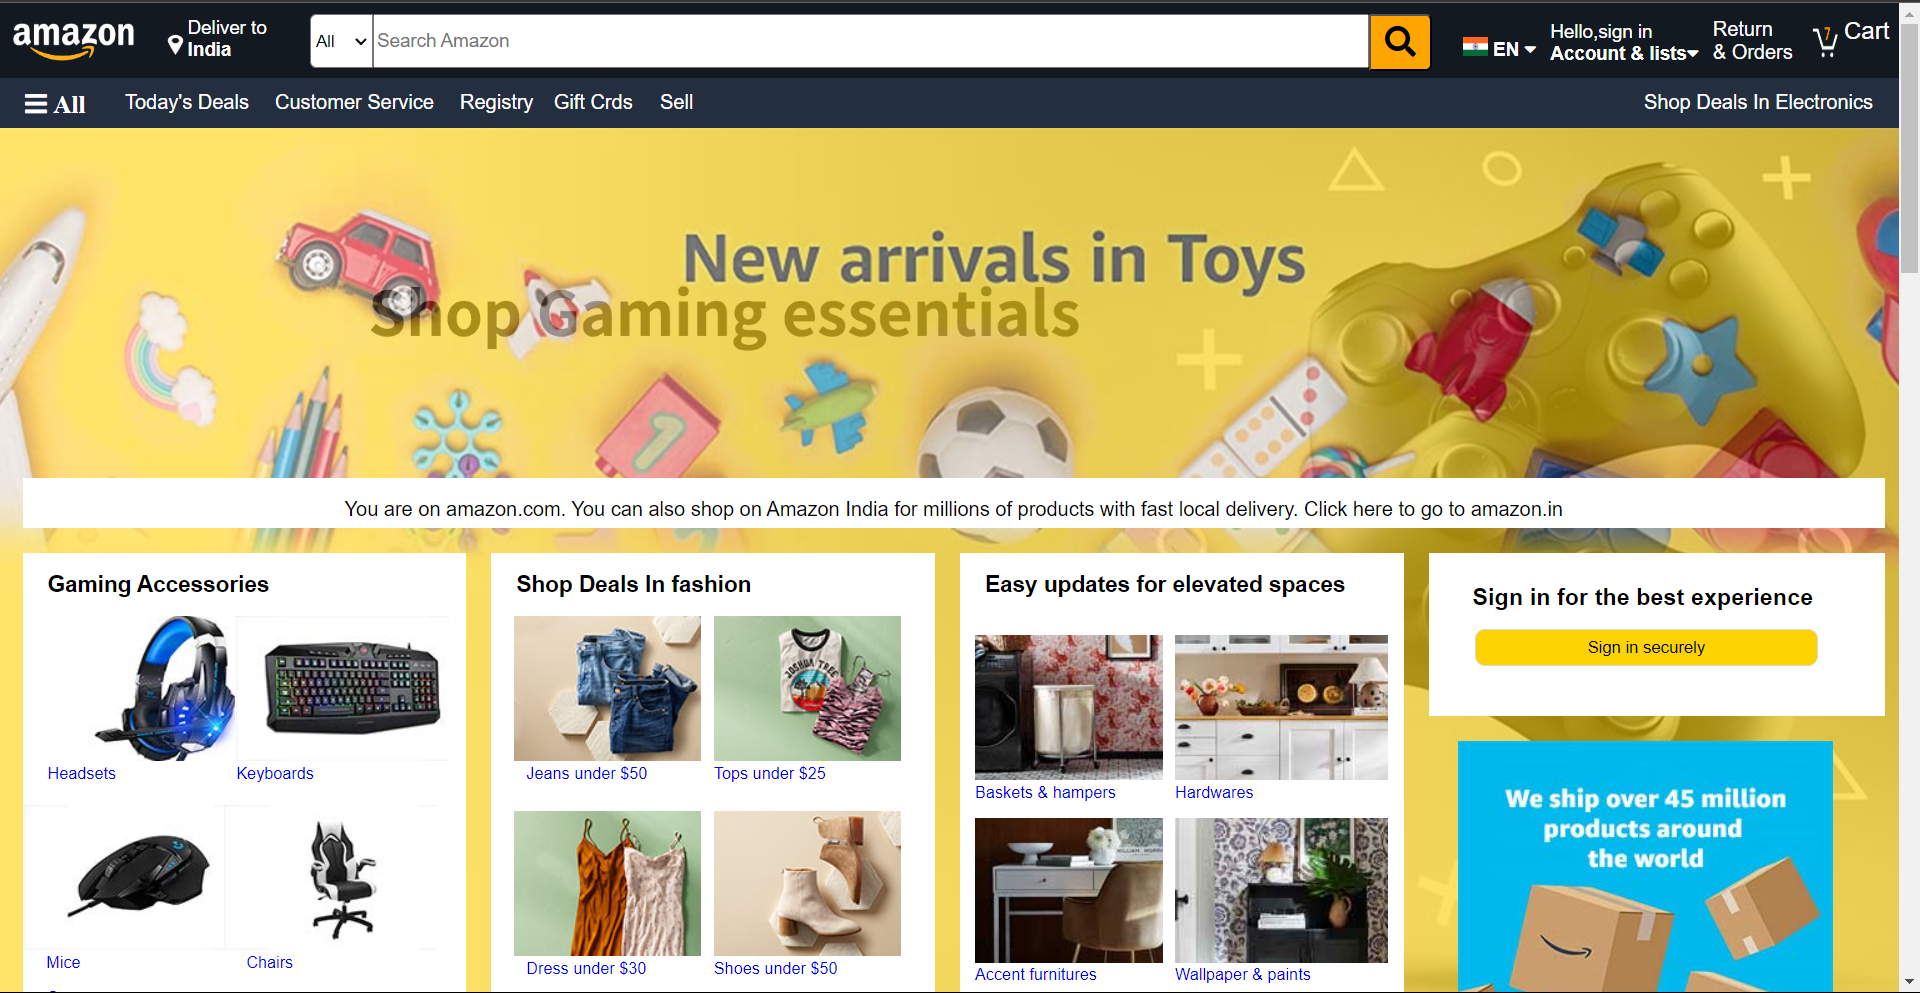 amazon
Deliver to
India
All
Search Amazon
EN
Hello,sign in
Account & lists
Return
& Orders
7
Cart
All
Today's Deals
Customer Service
Registry
Gift Crds
Sell
Shop Deals In Electronics
New arrivals in Toys
Shop Gaming essentials
1
You are on amazon.com. You can also shop on Amazon India for millions of products with fast local delivery. Click here to go to amazon.in
Gaming Accessories
Headsets
Keyboards
Mice
Chairs
Shop Deals In fashion
JOSHUA TREE
Jeans under $50
Tops under $25
Dress under $30
Shoes under $50
Easy updates for elevated spaces
Baskets & hampers
Hardwares
Accent furnitures
Wallpaper & paints
Sign in for the best experience
Sign in securely
We ship over 45 million
products around
the world